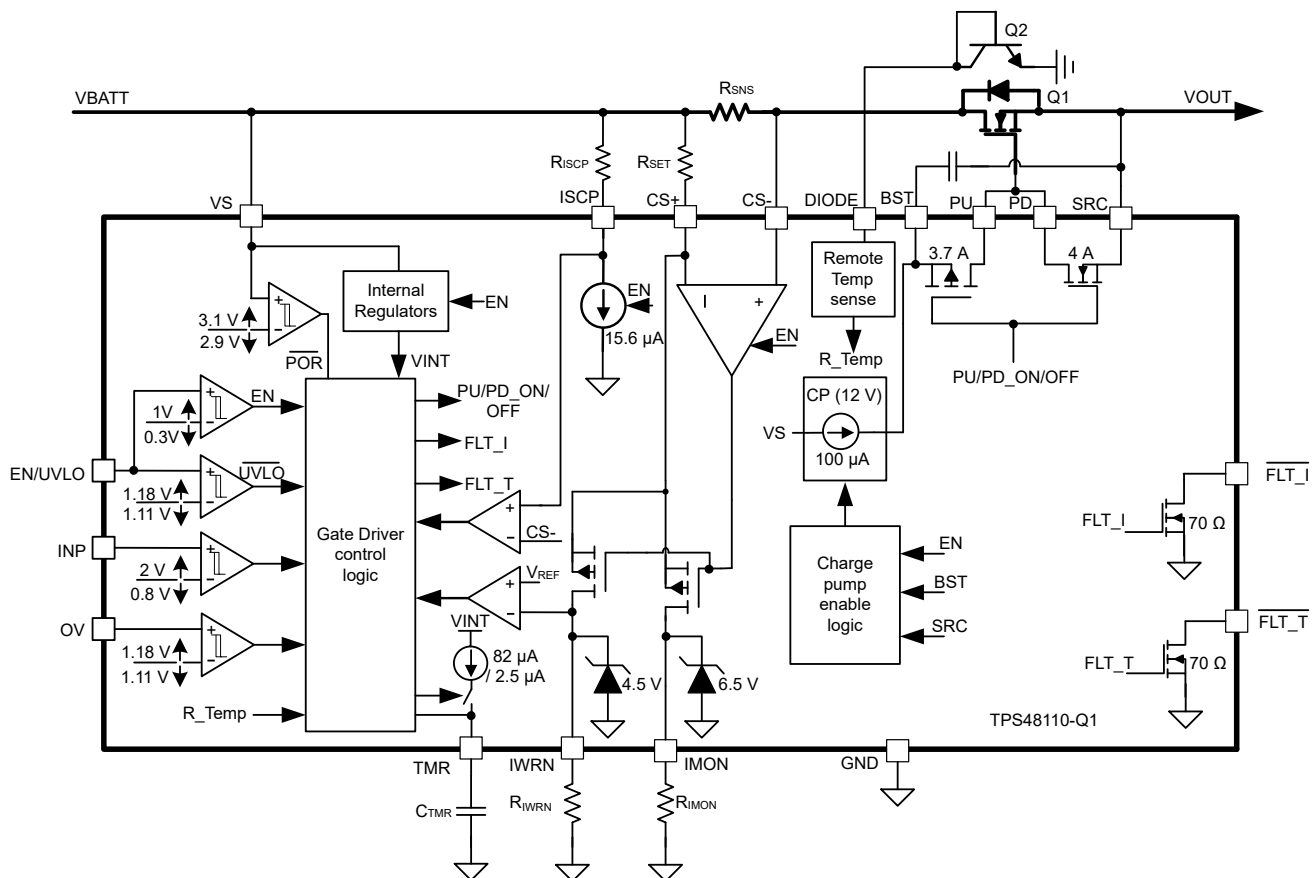 Q2
VBATT
RSNS
Q1
VOUT
RISCP
RSET
VS
ISCP
CS+
CS-
DIODE
BST
PU
PD
SRC
3.7 A
4 A
Remote
Temp
sense
Internal
Regulators
EN
EN
15.6 µA
I
+
EN
3.1 V
2.9 V
+
−
POR
VINT
R_Temp
PU/PD_ON/OFF
CP (12 V)
VS
100 µA
1V
0.3V
+
−
EN
PU/PD_ON/
OFF
FLT_I
FLT_T
EN/UVLO
1.18 V
1.11 V
+
−
UVLO
Gate Driver
control
logic
+
−
CS-
INP
2 V
0.8 V
+
−
VREF
+
−
OV
1.18 V
1.11 V
+
−
VINT
82 µA
/ 2.5 µA
4.5 V
6.5 V
R_Temp
Charge
pump
enable
logic
EN
BST
SRC
FLT_I
FLT_I
70 Ω
FLT_T
FLT_T
70 Ω
TPS48110-Q1
TMR
IWRN
IMON
GND
CTMR
RIWRN
RIMON